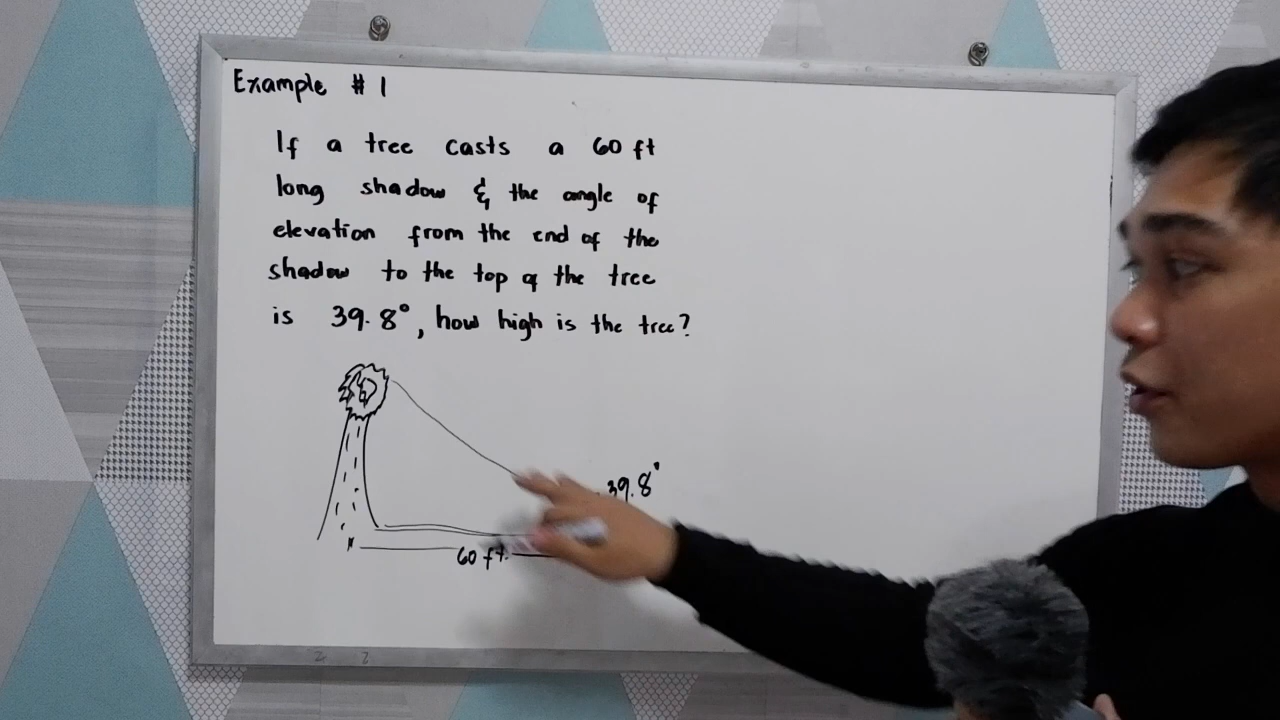 Example # 1
If a tree casts a 60 ft
long shadow & the angle of
elevation from the end of the
shadow to the top of the tree
is 39.8°, how high is the tree?
39.8°
60 ft.